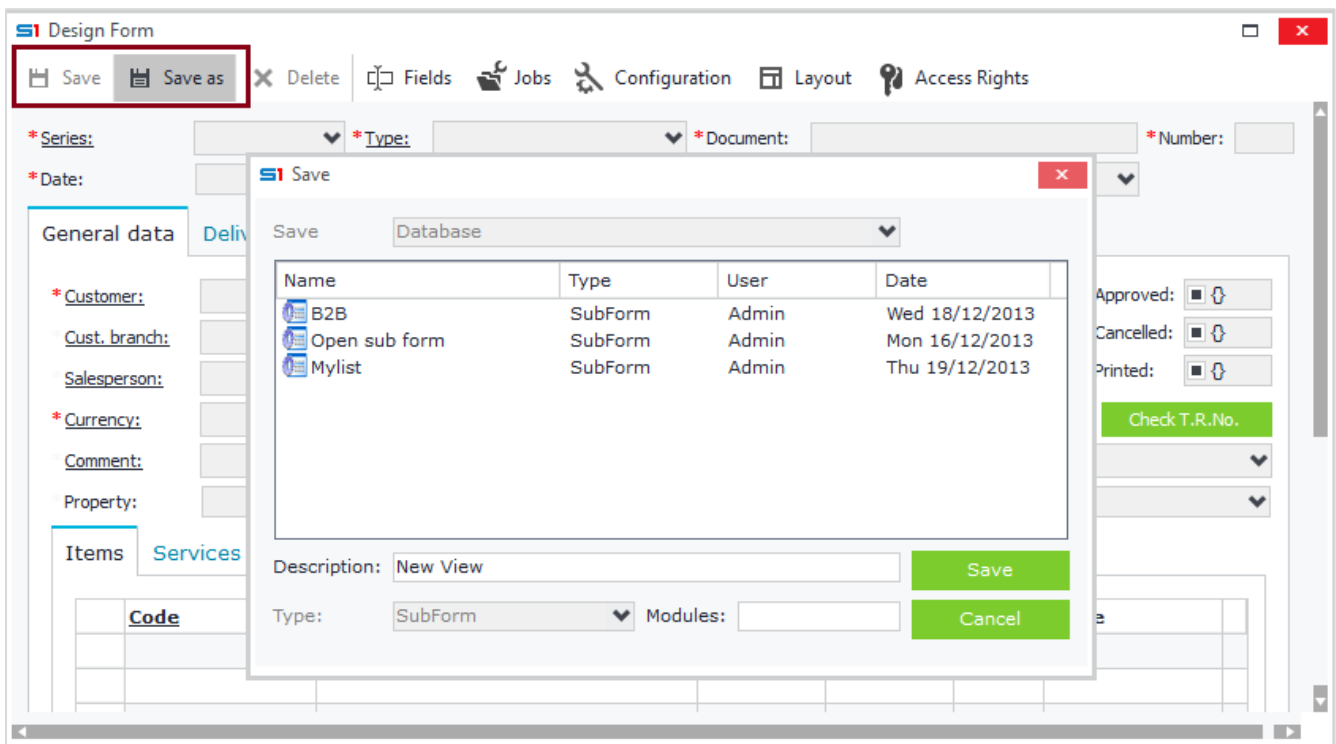 S1 Design Form
Save Save as Delete Fields Jobs Configuration Layout Access Rights
*Series: *Type: *Document: *Number:
*Date:
S1 Save
General data Deliv
Save Database
Name Type User Date
*Customer: Approved: {}
B2B SubForm Admin Wed 18/12/2013
Cust. branch: Cancelled: {}
Open sub form SubForm Admin Mon 16/12/2013
Mylist SubForm Admin Thu 19/12/2013
Salesperson: Printed: {}
*Currency: Check T.R.No.
Comment:
Property:
Items Services
Description: New View Save
Code Type: SubForm Modules: Cancel e